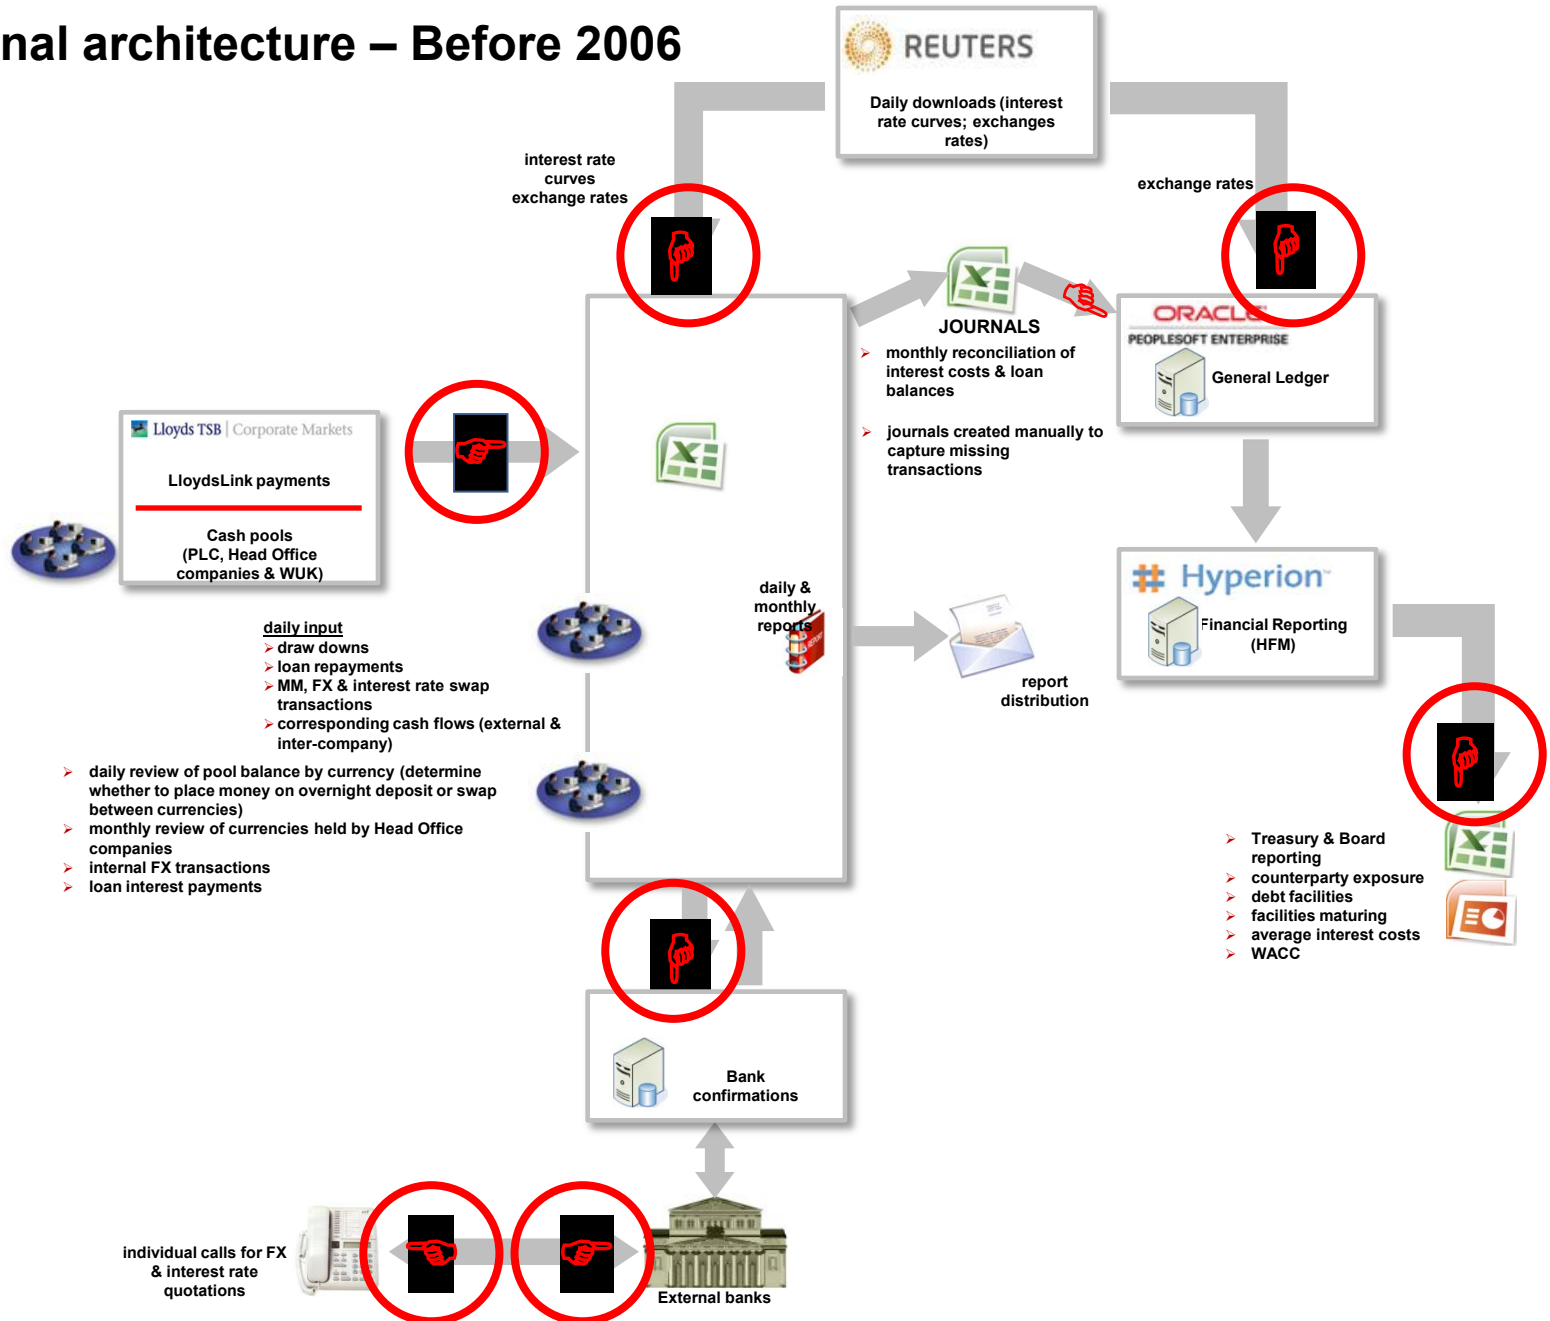 nal architecture – Before 2006
REUTERS
Daily downloads (interest
rate curves; exchanges
rates)
interest rate
curves
exchange rates
exchange rates
JOURNALS
monthly reconciliation of
interest costs & loan
balances
journals created manually to
capture missing
transactions
ORACLE
PEOPLESOFT ENTERPRISE
General Ledger
Lloyds TSB | Corporate Markets
LloydsLink payments
Cash pools
(PLC, Head Office
companies & WUK)
daily input
draw downs
loan repayments
MM, FX & interest rate swap
transactions
corresponding cash flows (external &
inter-company)
daily review of pool balance by currency (determine
whether to place money on overnight deposit or swap
between currencies)
monthly review of currencies held by Head Office
companies
internal FX transactions
loan interest payments
daily &
monthly
reports
REPORT
report
distribution
Hyperion
Financial Reporting
(HFM)
Treasury & Board
reporting
counterparty exposure
debt facilities
facilities maturing
average interest costs
WACC
Bank
confirmations
individual calls for FX
& interest rate
quotations
External banks